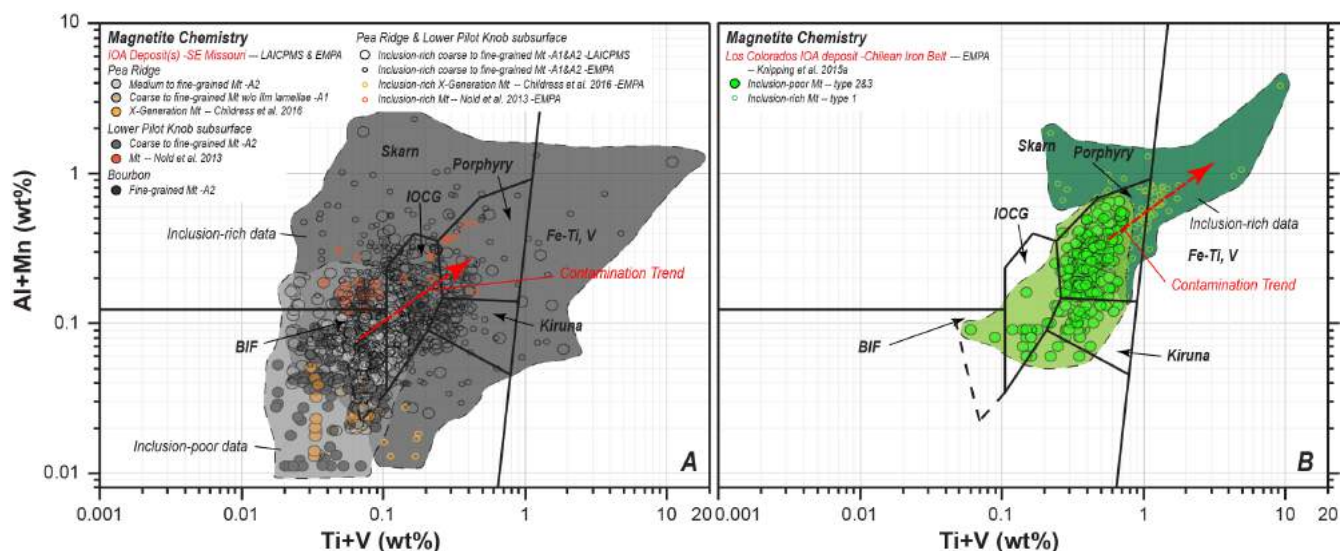 10
1
0.1
0.01
Al+Mn (wt%)
Magnetite Chemistry
IOA Deposit(s) -SE Missouri — LAICPMS & EMPA
Pea Ridge
Medium to fine-grained Mt -A2
Coarse to fine-grained Mt w/o Ilm lamellae -A1
X-Generation Mt -- Childress et al. 2016
Lower Pilot Knob subsurface
Coarse to fine-grained Mt -A2
Mt -- Nold et al. 2013
Bourbon
Fine-grained Mt -A2
Pea Ridge & Lower Pilot Knob subsurface
Inclusion-rich coarse to fine-grained Mt -A1&A2 -LAICPMS
Inclusion-rich coarse to fine-grained Mt -A1&A2 -EMPA
Inclusion-rich X-Generation Mt -- Childress et al. 2016 -EMPA
Inclusion-rich Mt -- Nold et al. 2013 -EMPA
Skarn
Porphyry
IOCG
Inclusion-rich data
Fe-Ti, V
Contamination Trend
BIF
Kiruna
Inclusion-poor data
A
0.001
0.01
0.1
1
10 20
Ti+V (wt%)
Magnetite Chemistry
Los Colorados IOA deposit -Chilean Iron Belt — EMPA
-- Knipping et al. 2015a
Inclusion-poor Mt -- type 2&3
Inclusion-rich Mt -- type 1
Skarn
Porphyry
IOCG
Inclusion-rich data
Fe-Ti, V
Contamination Trend
BIF
Kiruna
B
0.001
0.01
0.1
1
10 20
Ti+V (wt%)